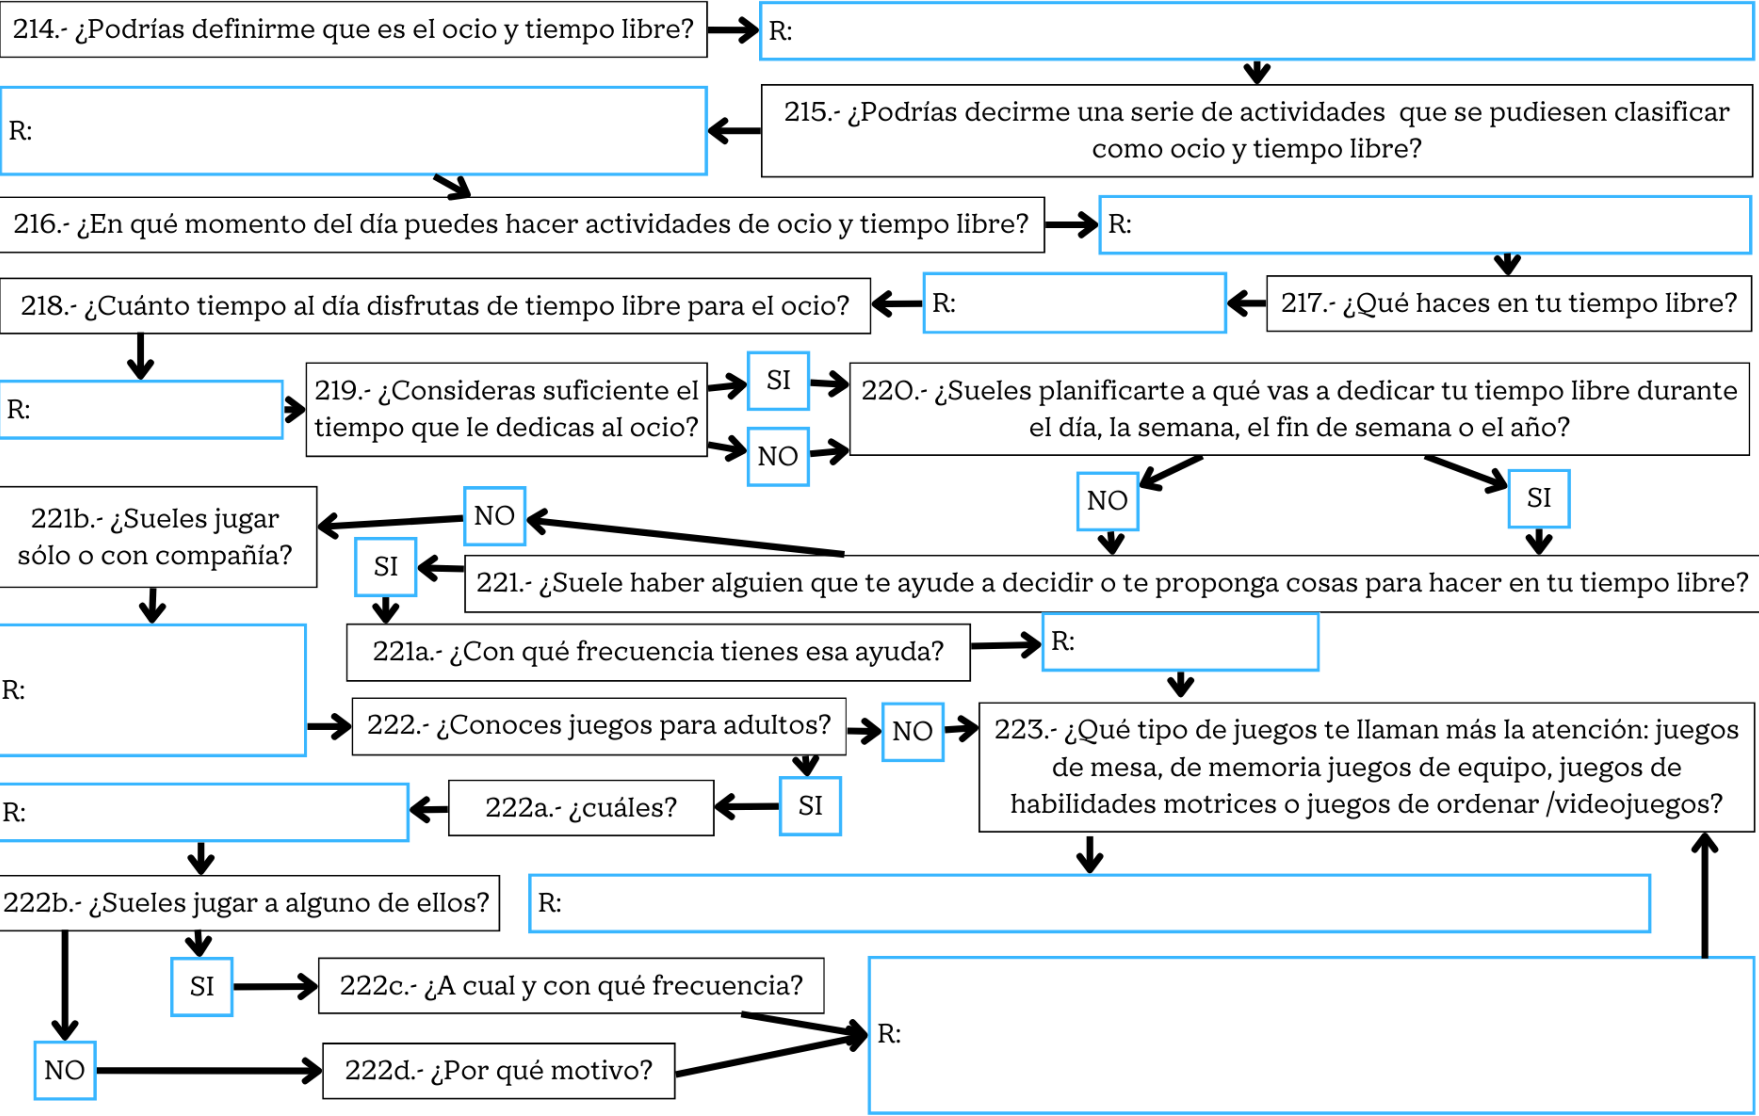 214.- ¿Podrías definirme que es el ocio y tiempo libre?
R:
215.- ¿Podrías decirme una serie de actividades que se pudiesen clasificar
como ocio y tiempo libre?
R:
216.- ¿En qué momento del día puedes hacer actividades de ocio y tiempo libre?
R:
217.- ¿Qué haces en tu tiempo libre?
R:
218.- ¿Cuánto tiempo al día disfrutas de tiempo libre para el ocio?
R:
219.- ¿Consideras suficiente el
tiempo que le dedicas al ocio?
SI
NO
220.- ¿Sueles planificarte a qué vas a dedicar tu tiempo libre durante
el día, la semana, el fin de semana o el año?
NO
SI
221.- ¿Suele haber alguien que te ayude a decidir o te proponga cosas para hacer en tu tiempo libre?
NO
SI
221b.- ¿Sueles jugar
sólo o con compañía?
R:
221a.- ¿Con qué frecuencia tienes esa ayuda?
R:
222.- ¿Conoces juegos para adultos?
NO
SI
223.- ¿Qué tipo de juegos te llaman más la atención: juegos
de mesa, de memoria juegos de equipo, juegos de
habilidades motrices o juegos de ordenar /videojuegos?
R:
222a.- ¿cuáles?
R:
222b.- ¿Sueles jugar a alguno de ellos?
SI
222c.- ¿A cual y con qué frecuencia?
NO
222d.- ¿Por qué motivo?
R: